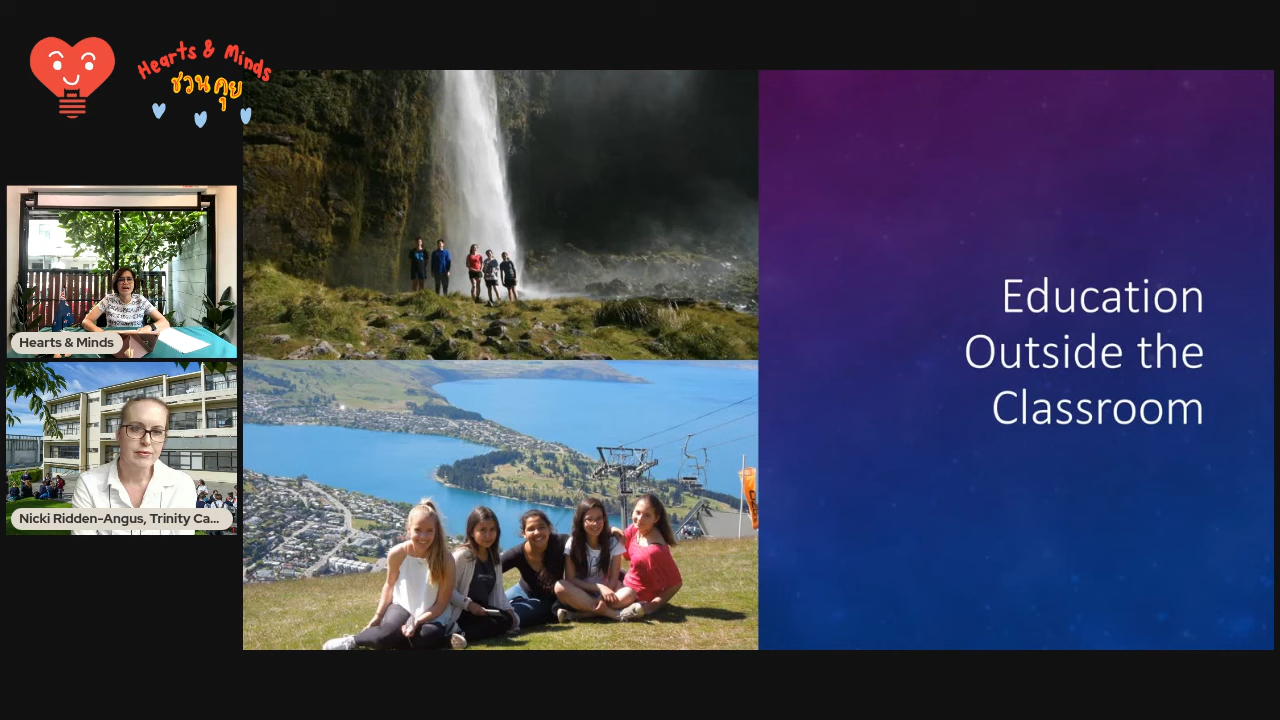 Hearts & Minds
ชวนคุย
Hearts & Minds
Nicki Ridden-Angus, Trinity Ca...
Education
Outside the
Classroom